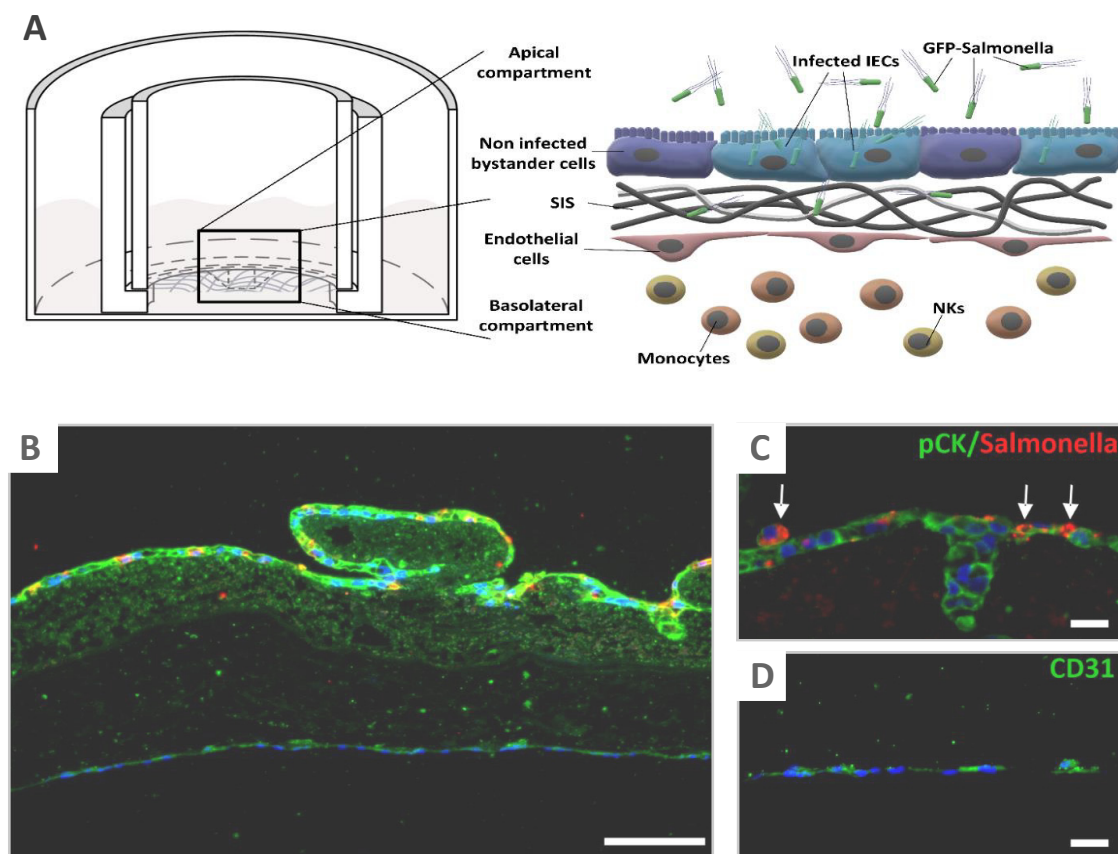 A
Apical
compartment
Non infected
bystander cells
SIS
Endothelial
cells
Basolateral
compartment
Infected IECs
GFP-Salmonella
NKs
Monocytes
B
C
pCK/Salmonella
D
CD31